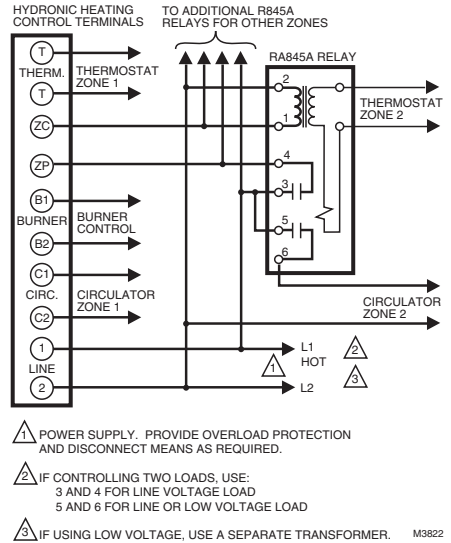 HYDRONIC HEATING
CONTROL TERMINALS
TO ADDITIONAL R845A
RELAYS FOR OTHER ZONES
RA845A RELAY
T
THERM.
T
THERMOSTAT
ZONE 1
ZC
ZP
B1
BURNER
B2
BURNER
CONTROL
C1
CIRC.
C2
CIRCULATOR
ZONE 1
1
LINE
2
2
1
4
3
5
6
THERMOSTAT
ZONE 2
CIRCULATOR
ZONE 2
L1
HOT
L2
1
2
3
1 POWER SUPPLY. PROVIDE OVERLOAD PROTECTION
AND DISCONNECT MEANS AS REQUIRED.
2 IF CONTROLLING TWO LOADS, USE:
3 AND 4 FOR LINE VOLTAGE LOAD
5 AND 6 FOR LINE OR LOW VOLTAGE LOAD
3 IF USING LOW VOLTAGE, USE A SEPARATE TRANSFORMER.
M3822